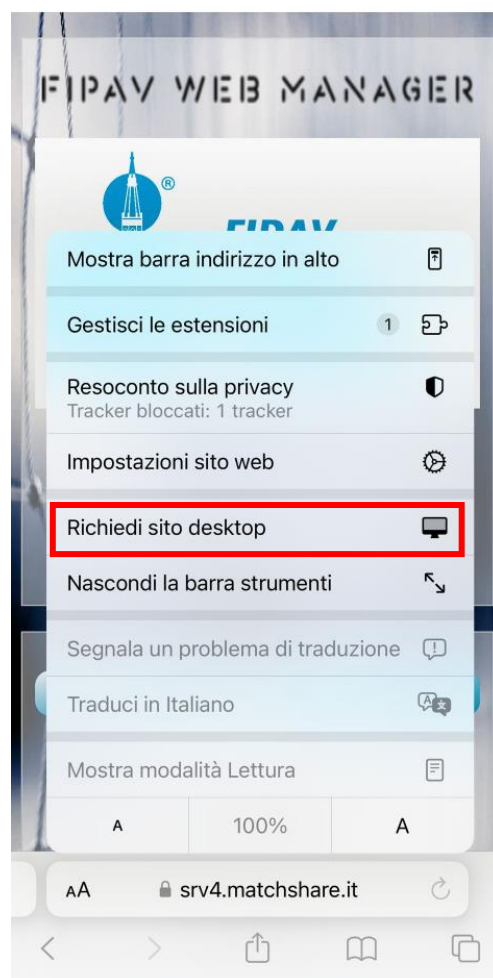 FIPAV WEB MANAGER
®
FIPAV
Mostra barra indirizzo in alto
Gestisci le estensioni 1
Resoconto sulla privacy
Tracker bloccati: 1 tracker
Impostazioni sito web
Richiedi sito desktop
Nascondi la barra strumenti
Segnala un problema di traduzione
Traduci in Italiano
Mostra modalità Lettura
A 100% A
AA srv4.matchshare.it